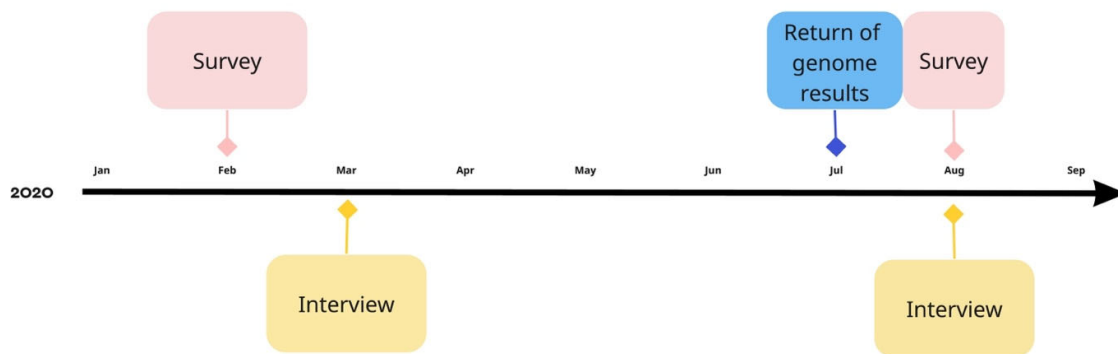 Survey
Return of
genome
results
Survey
Jan
Feb
Mar
Apr
May
Jun
Jul
Aug
Sep
2020
Interview
Interview